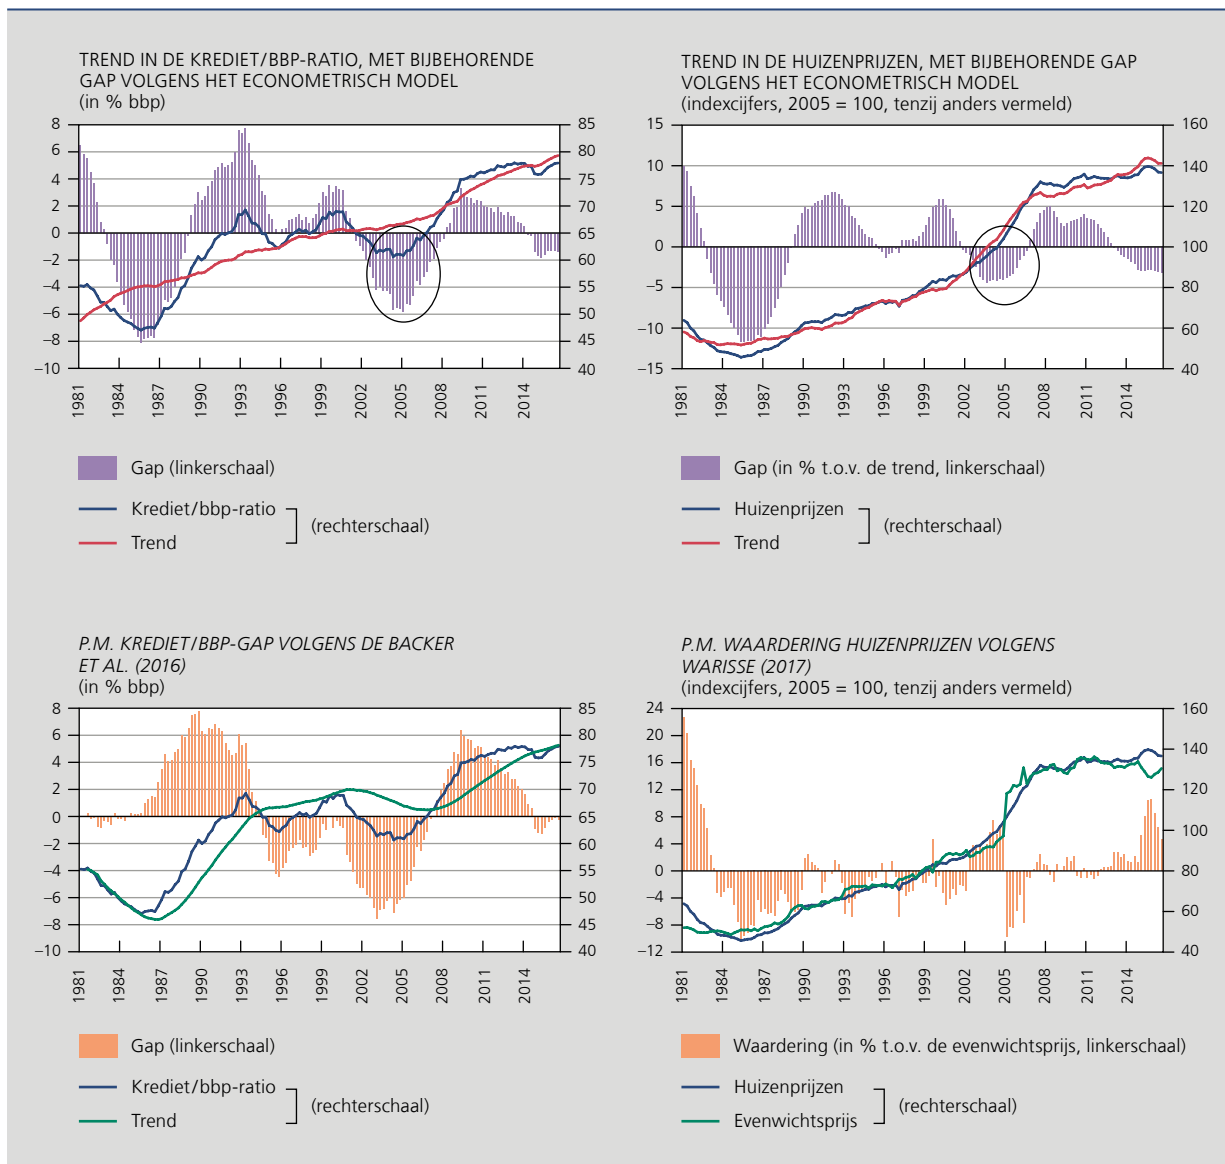 TREND IN DE KREDIET/BBP-RATIO, MET BIJBEHORENDE
GAP VOLGENS HET ECONOMETRISCH MODEL
(in % bbp)
8 85
6 80
4 75
2 70
0 65
–2 60
–4 55
–6 50
–8 45
–10 40
1981 1984 1987 1990 1993 1996 1999 2002 2005 2008 2011 2014
Gap (linkerschaal)
Krediet/bbp-ratio
(rechterschaal)
Trend
TREND IN DE HUIZENPRIJZEN, MET BIJBEHORENDE GAP
VOLGENS HET ECONOMETRISCH MODEL
(indexcijfers, 2005 = 100, tenzij anders vermeld)
15 160
10 140
5 120
0 100
–5 80
–10 60
–15 40
1981 1984 1987 1990 1993 1996 1999 2002 2005 2008 2011 2014
Gap (in % t.o.v. de trend, linkerschaal)
Huizenprijzen
(rechterschaal)
Trend
P.M. KREDIET/BBP-GAP VOLGENS DE BACKER
ET AL. (2016)
(in % bbp)
8 85
6 80
4 75
2 70
0 65
–2 60
–4 55
–6 50
–8 45
–10 40
1981 1984 1987 1990 1993 1996 1999 2002 2005 2008 2011 2014
Gap (linkerschaal)
Krediet/bbp-ratio
(rechterschaal)
Trend
P.M. WAARDERING HUIZENPRIJZEN VOLGENS
WARISSE (2017)
(indexcijfers, 2005 = 100, tenzij anders vermeld)
24 160
20 140
16 120
12 100
8 80
4 60
0 40
–4
–8
–12
1981 1984 1987 1990 1993 1996 1999 2002 2005 2008 2011 2014
Waardering (in % t.o.v. de evenwichtsprijs, linkerschaal)
Huizenprijzen
(rechterschaal)
Evenwichtsprijs